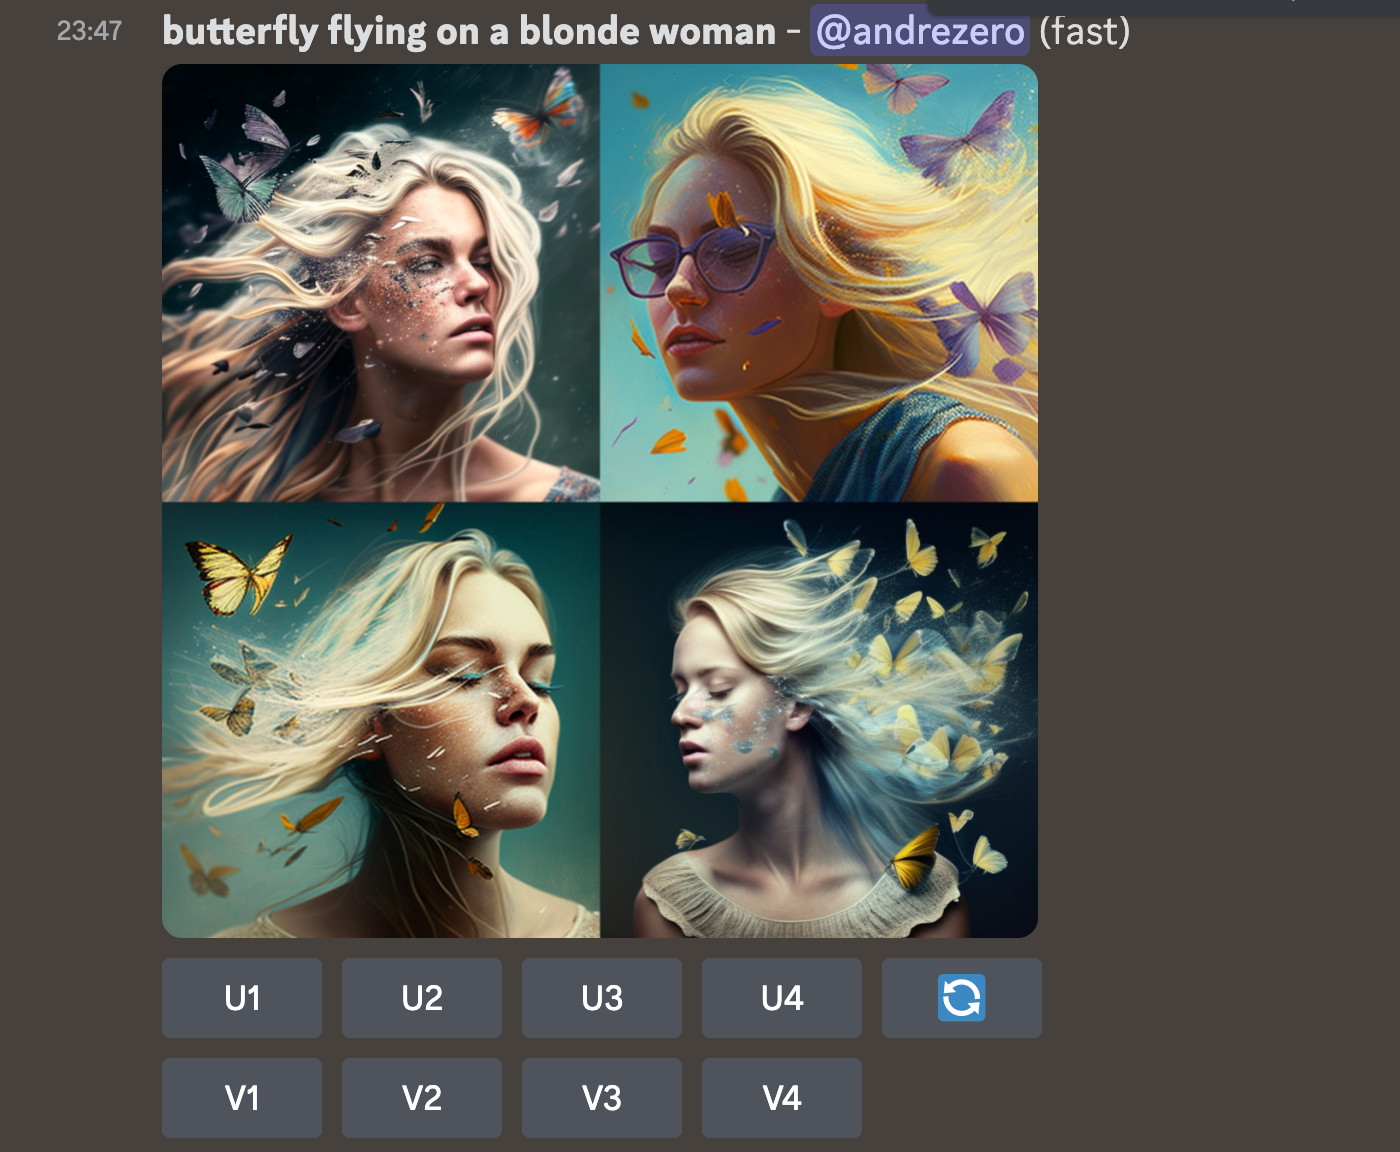 23:47 butterfly flying on a blonde woman - @andrezero (fast)
U1 U2 U3 U4
V1 V2 V3 V4